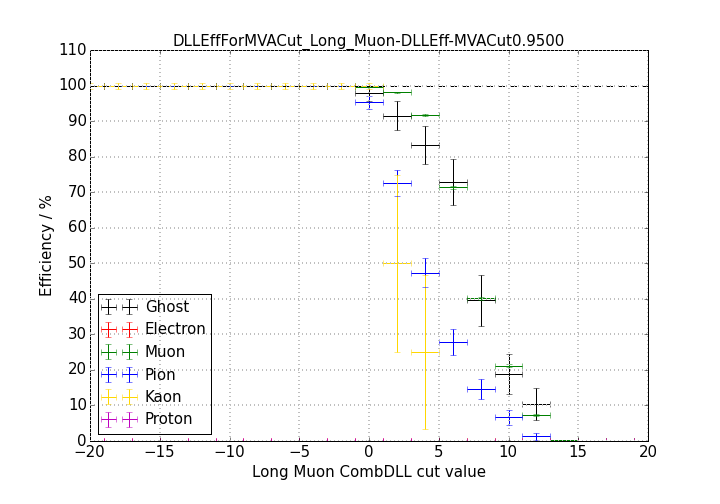 DLLEffForMVACut_Long_Muon-DLLEff-MVACut0.9500
110
100
90
80
70
60
50
40
30
20
10
0
Efficiency / %
Ghost
Electron
Muon
Pion
Kaon
Proton
−20 −15 −10 −5 0 5 10 15 20
Long Muon CombDLL cut value